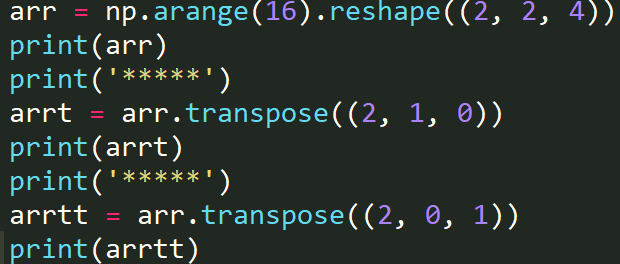 arr = np.arange(16).reshape((2, 2, 4))
print(arr)
print('*****')
arrt = arr.transpose((2, 1, 0))
print(arrt)
print('*****')
arrtt = arr.transpose((2, 0, 1))
print(arrtt)